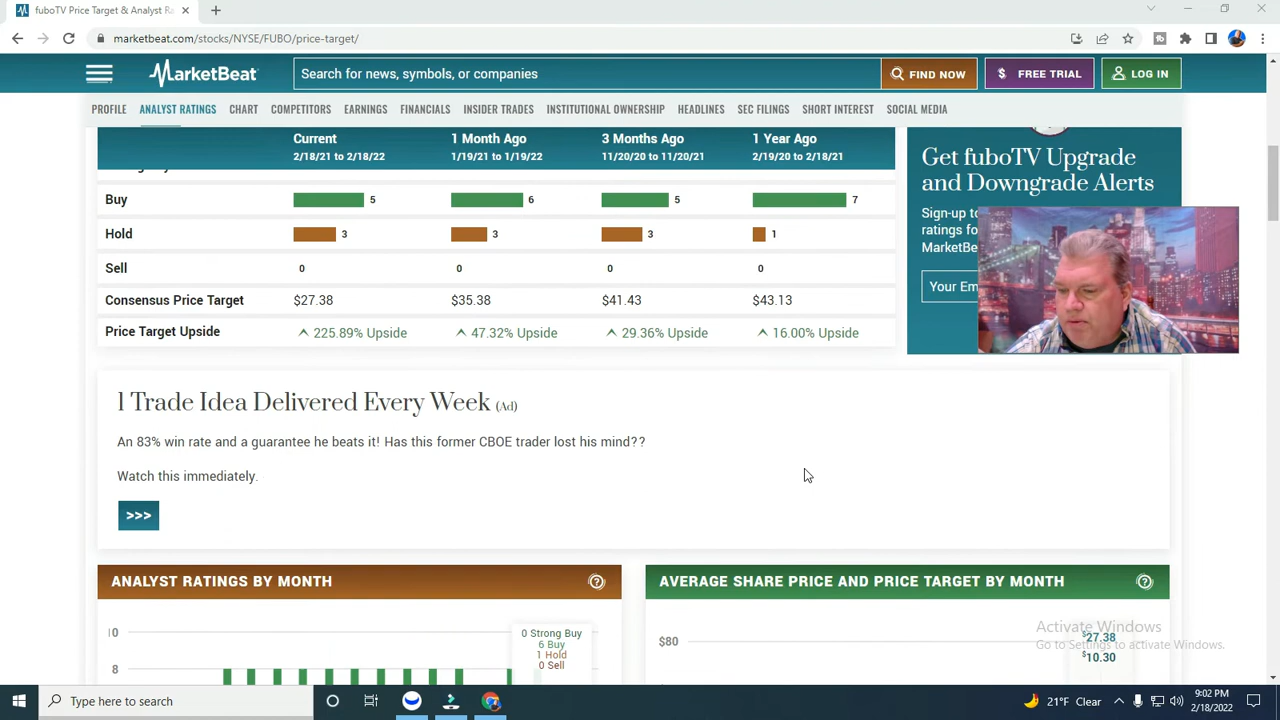 fuboTV Price Target & Analyst Ra
marketbeat.com/stocks/NYSE/FUBO/price-target/
MarketBeat
Search for news, symbols, or companies
FIND NOW
$ FREE TRIAL
LOG IN
PROFILE ANALYST RATINGS CHART COMPETITORS EARNINGS FINANCIALS INSIDER TRADES INSTITUTIONAL OWNERSHIP HEADLINES SEC FILINGS SHORT INTEREST SOCIAL MEDIA
Current 1 Month Ago 3 Months Ago 1 Year Ago
2/18/21 to 2/18/22 1/19/21 to 1/19/22 11/20/20 to 11/20/21 2/19/20 to 2/18/21
Buy 5 6 5 7
Hold 3 3 3 1
Sell 0 0 0 0
Consensus Price Target $27.38 $35.38 $41.43 $43.13
Price Target Upside 225.89% Upside 47.32% Upside 29.36% Upside 16.00% Upside
Get fuboTV Upgrade
and Downgrade Alerts
Sign-up to
ratings fo
MarketBe
Your Em
1 Trade Idea Delivered Every Week (Ad)
An 83% win rate and a guarantee he beats it! Has this former CBOE trader lost his mind??
Watch this immediately.
>>>
ANALYST RATINGS BY MONTH
AVERAGE SHARE PRICE AND PRICE TARGET BY MONTH
10
8
0 Strong Buy
6 Buy
1 Hold
0 Sell
$80
$27.38
$10.30
Activate Windows
Go to Settings to activate Windows.
Type here to search
21°F Clear
9:02 PM
2/18/2022